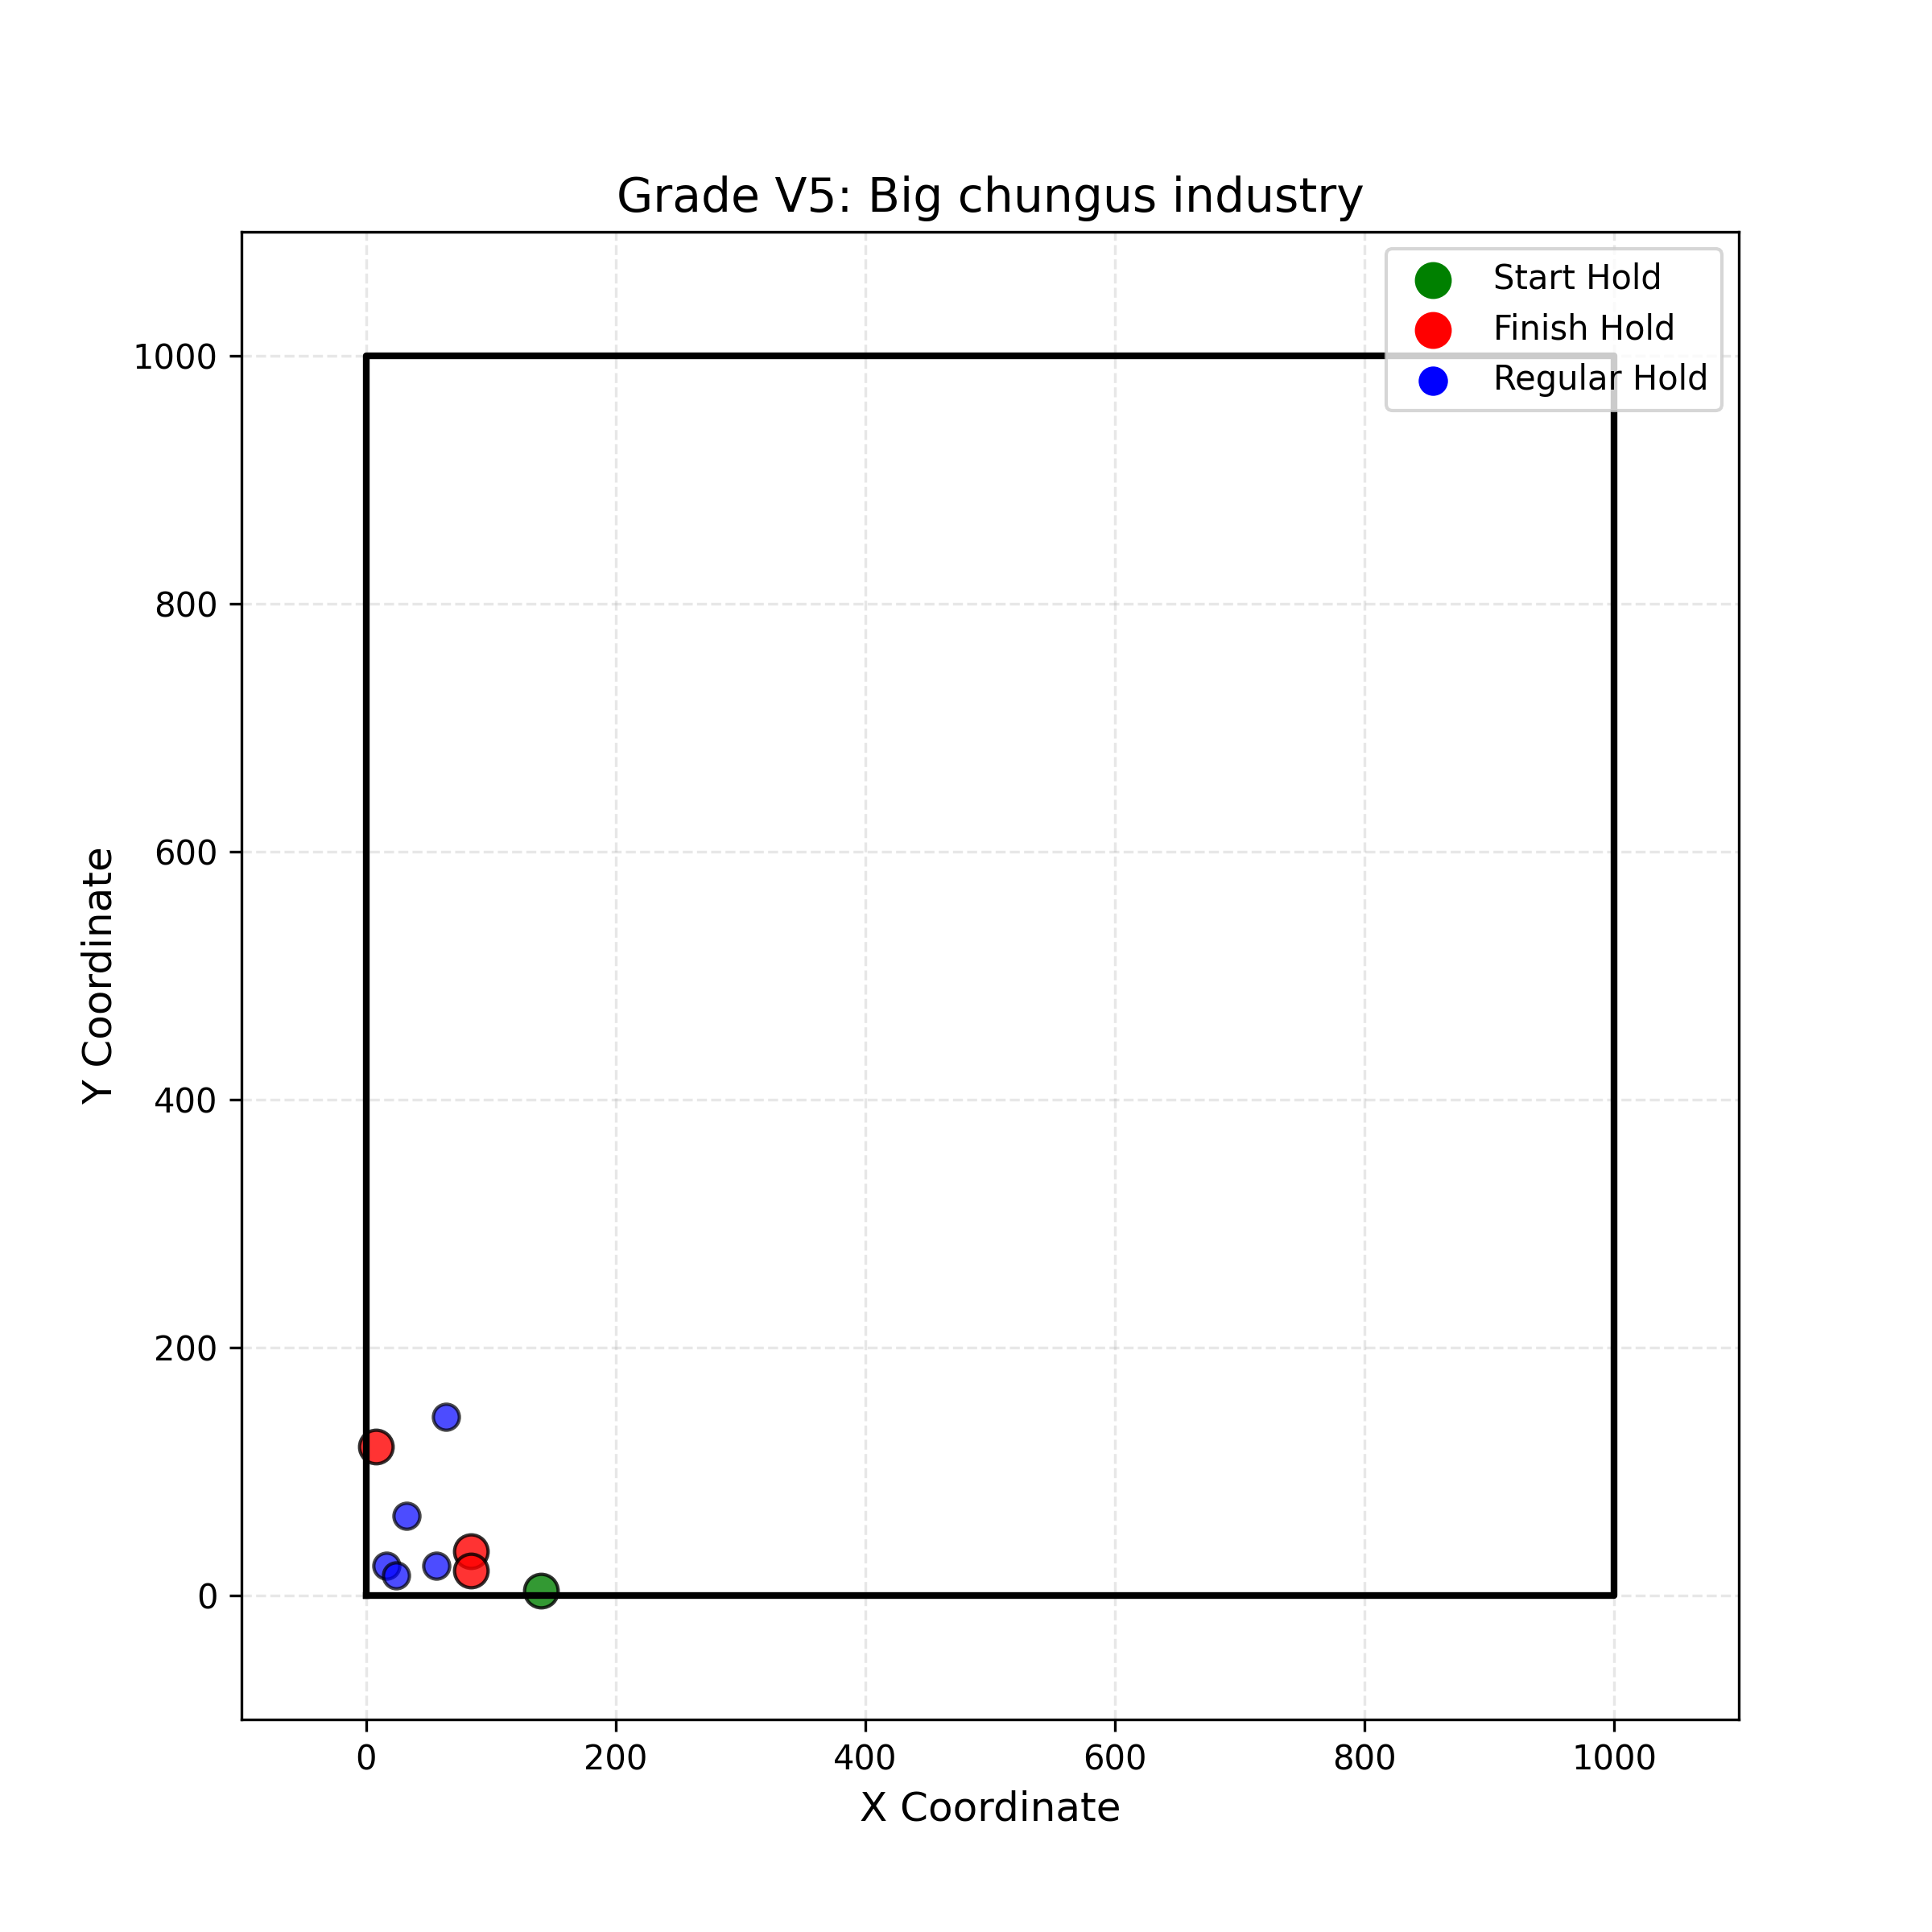 Grade V5: Big chungus industry
Start Hold
Finish Hold
Regular Hold
1000
800
600
400
200
0
Y Coordinate
0 200 400 600 800 1000
X Coordinate